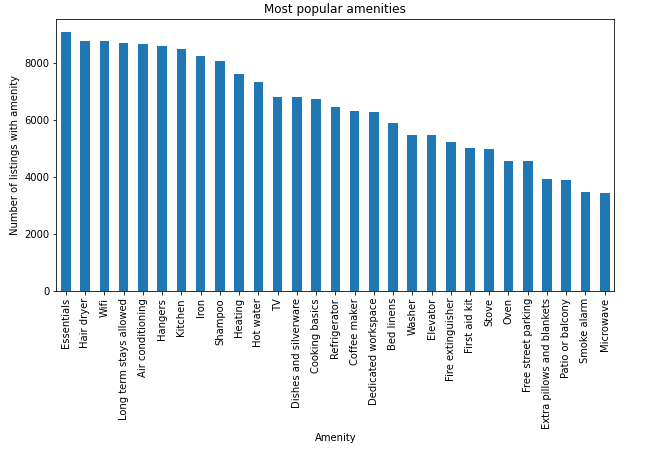 Most popular amenities
Number of listings with amenity
8000
6000
4000
2000
0
Essentials
Hair dryer
Wifi
Long term stays allowed
Air conditioning
Hangers
Kitchen
Iron
Shampoo
Heating
Hot water
TV
Dishes and silverware
Cooking basics
Refrigerator
Coffee maker
Dedicated workspace
Bed linens
Washer
Elevator
Fire extinguisher
First aid kit
Stove
Oven
Free street parking
Extra pillows and blankets
Patio or balcony
Smoke alarm
Microwave
Amenity